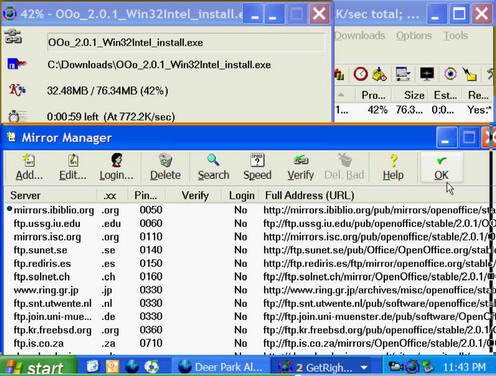 42% - OOo_2.0.1_Win32Intel_install.e
OOo_2.0.1_Win32Intel_install.exe
C:\Downloads\OOo_2.0.1_Win32Intel_install.exe
32.48MB / 76.34MB (42%)
0:00:59 left (At 772.2K/sec)
K/sec total; ...
Downloads Options Tools
Pro... Size Est... Re...
1... 42% 76.3... 0:0... Yes:"
Mirror Manager
Add... Edit... Login... Delete Search Speed Verify Del. Bad Help OK
Server .xx Pin... Verify Login Full Address (URL)
mirrors.ibiblio.org .org 0050 No http://mirrors.ibiblio.org/pub/mirrors/openoffice/sta
ftp.ussg.iu.edu .edu 0060 No ftp://ftp.ussg.iu.edu/pub/openoffice/stable/2.0.1/O
mirrors.isc.org .org 0110 No http://mirrors.isc.org/pub/openoffice/stable/2.0.1/
ftp.sunet.se .se 0140 No http://ftp.sunet.se/pub/Office/OpenOffice.org/stab
ftp.rediris.es .es 0150 No http://ftp.rediris.es/ftp/mirror/openoffice.org/stabl
ftp.solnet.ch .ch 0160 No http://ftp.solnet.ch/mirror/OpenOffice/stable/2.0.1
www.ring.gr.jp .jp 0330 No http://www.ring.gr.jp/archives/misc/openoffice/stab
ftp.snt.utwente.nl .nl 0330 No ftp://ftp.snt.utwente.nl/pub/software/openoffice/st
ftp.join.uni-mue... .de 0330 No ftp://ftp.join.uni-muenster.de/pub/software/OpenO
ftp.kr.freebsd.org .org 0360 No ftp://ftp.kr.freebsd.org/pub/openoffice/stable/2.0.
ftp.is.co.za .za 0710 No ftp://ftp.is.co.za/mirror/openoffice.org/stable/2.0.
start Deer Park Al... 2 GetRigh... 11:43 PM